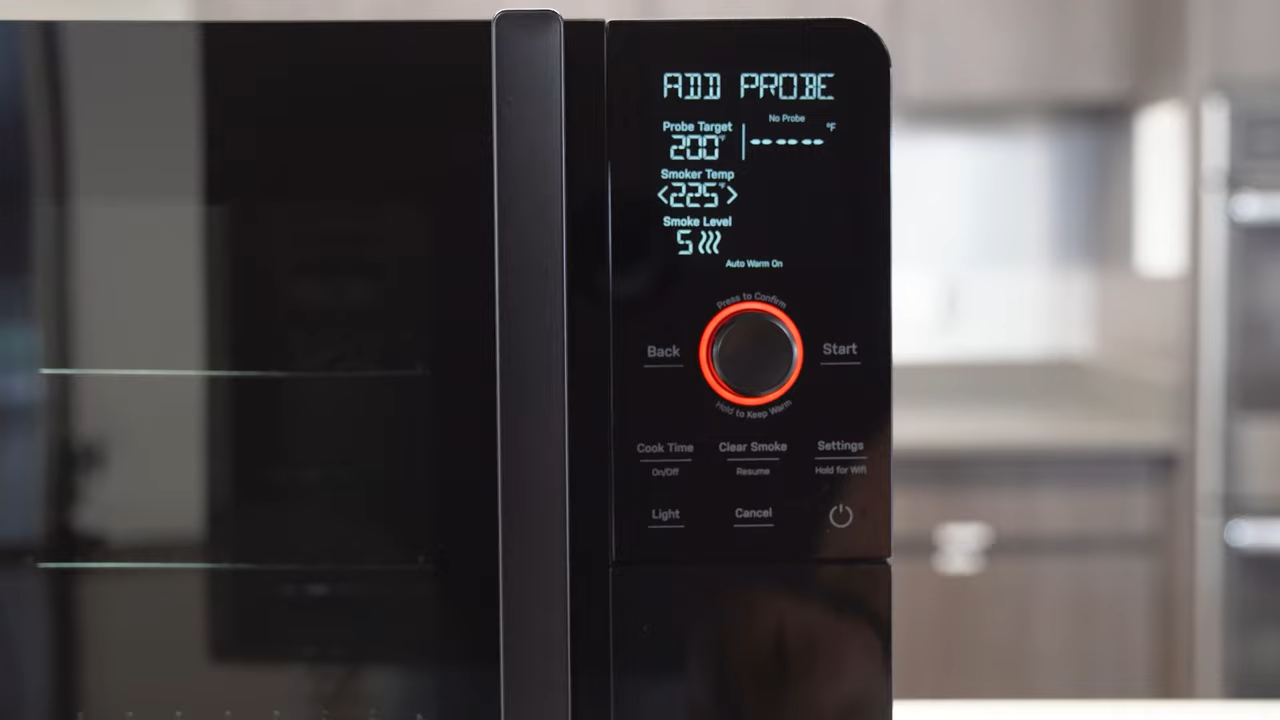 ADD PROBE
No Probe
Probe Target
200°F
------ °F
Smoker Temp
<225°F>
Smoke Level
5
Auto Warm On
Press to Confirm
Back
Start
Hold to Keep Warm
Cook Time
Clear Smoke
Settings
On/Off
Resume
Hold for Wifi
Light
Cancel